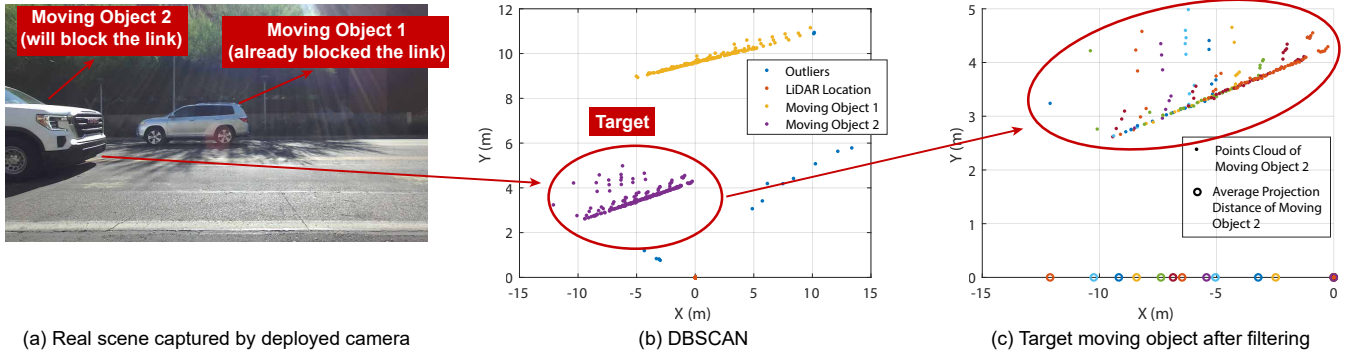 Moving Object 2
(will block the link)
Moving Object 1
(already blocked the link)
(a) Real scene captured by deployed camera
12
10
8
6
4
2
0
Y (m)
Outliers
LiDAR Location
Moving Object 1
Moving Object 2
Target
-15
-10
-5
0
5
10
15
X (m)
(b) DBSCAN
5
4
3
2
1
0
Y (m)
Points Cloud of
Moving Object 2
Average Projection
Distance of Moving
Object 2
-10
-5
0
X (m)
(c) Target moving object after filtering